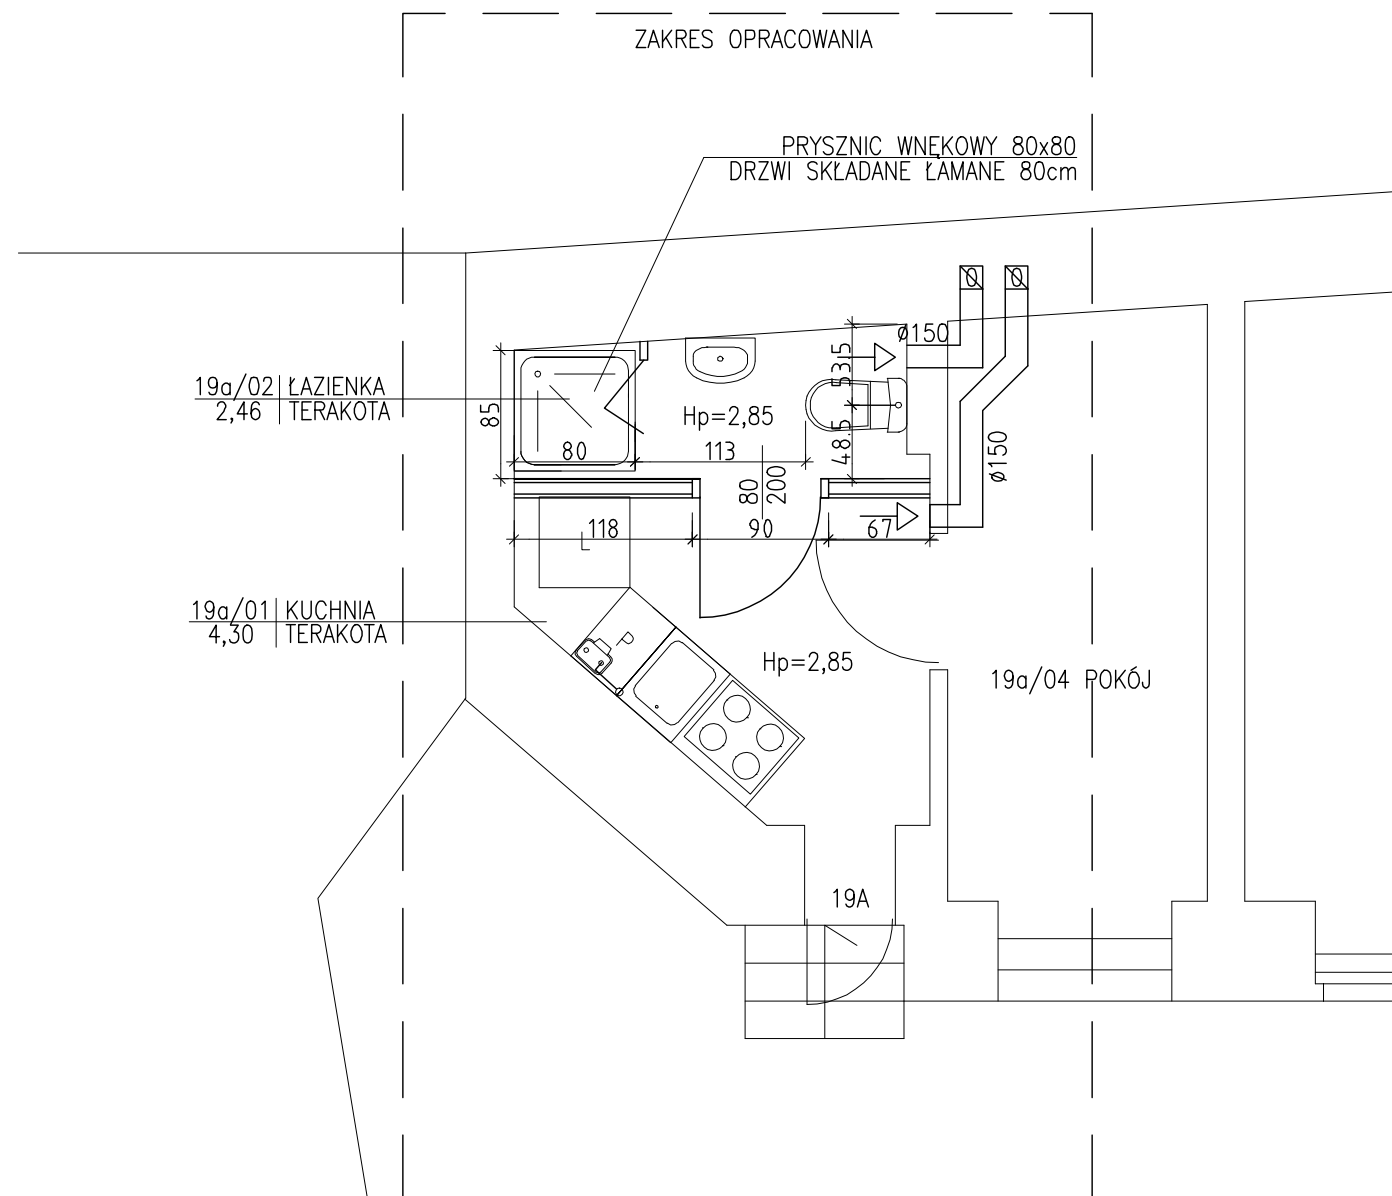 ZAKRES OPRACOWANIA
PRYSZNIC WNĘKOWY 80x80
DRZWI SKŁADANE ŁAMANE 80cm
0 0
ø150
53.5
19a/02 ŁAZIENKA
2,46 TERAKOTA
85
Hp=2,85
48.5
80
113
ø150
80
200
118
90
67
L
19a/01 KUCHNIA
4,30 TERAKOTA
P
Hp=2,85
19a/04 POKÓJ
19A